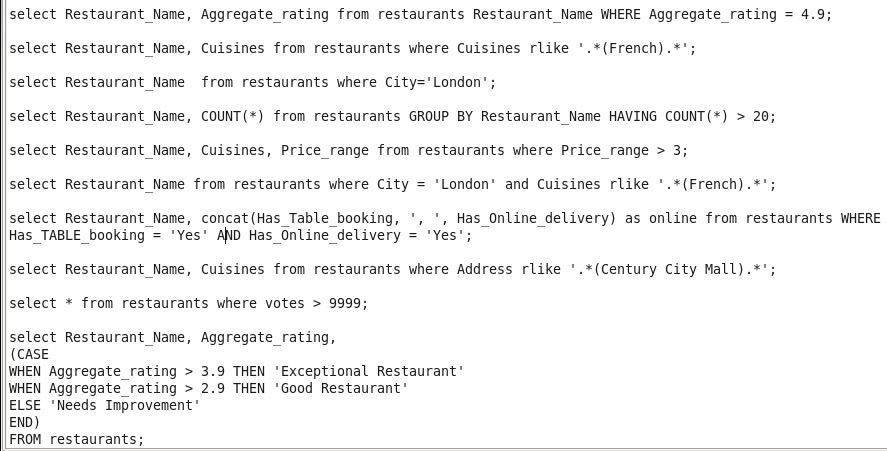 select Restaurant_Name, Aggregate_rating from restaurants Restaurant_Name WHERE Aggregate_rating = 4.9;
select Restaurant_Name, Cuisines from restaurants where Cuisines rlike '.*(French).*';
select Restaurant_Name  from restaurants where City='London';
select Restaurant_Name, COUNT(*) from restaurants GROUP BY Restaurant_Name HAVING COUNT(*) > 20;
select Restaurant_Name, Cuisines, Price_range from restaurants where Price_range > 3;
select Restaurant_Name from restaurants where City = 'London' and Cuisines rlike '.*(French).*';
select Restaurant_Name, concat(Has_Table_booking, ', ', Has_Online_delivery) as online from restaurants WHERE
Has_TABLE_booking = 'Yes' AND Has_Online_delivery = 'Yes';
select Restaurant_Name, Cuisines from restaurants where Address rlike '.*(Century City Mall).*';
select * from restaurants where votes > 9999;
select Restaurant_Name, Aggregate_rating,
(CASE
WHEN Aggregate_rating > 3.9 THEN 'Exceptional Restaurant'
WHEN Aggregate_rating > 2.9 THEN 'Good Restaurant'
ELSE 'Needs Improvement'
END)
FROM restaurants;